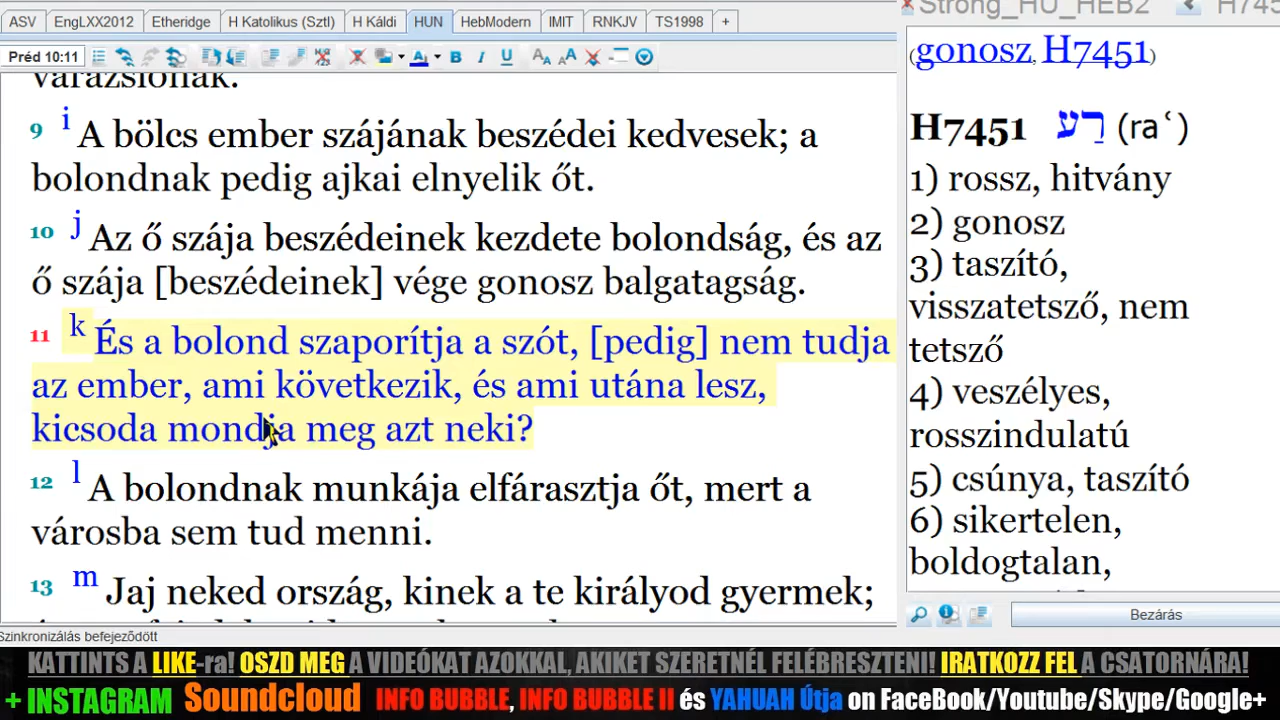 Strong_HU_HEB2 H745
ASV EngLXX2012 Etheridge H Katolikus (Sztl) H Káldi HUN HebModern IMIT RNKJV TS1998 +
Préd 10:11
varázslónak.
9 i A bölcs ember szájának beszédei kedvesek; a
bolondnak pedig ajkai elnyelik őt.
10 j Az ő szája beszédeinek kezdete bolondság, és az
ő szája [beszédeinek] vége gonosz balgatagság.
11 k És a bolond szaporítja a szót, [pedig] nem tudja
az ember, ami következik, és ami utána lesz,
kicsoda mondja meg azt neki?
12 l A bolondnak munkája elfárasztja őt, mert a
városba sem tud menni.
13 m Jaj neked ország, kinek a te királyod gyermek;
Szinkronizálás befejeződött
(gonosz, H7451)
H7451 רַע (raʿ)
1) rossz, hitvány
2) gonosz
3) taszító,
visszatetsző, nem
tetsző
4) veszélyes,
rosszindulatú
5) csúnya, taszító
6) sikertelen,
boldogtalan,
Bezárás
KATTINTS A LIKE-ra! OSZD MEG A VIDEÓKAT AZOKKAL, AKIKET SZERETNÉL FELÉBRESZTENI! IRATKOZZ FEL A CSATORNÁRA!
+ INSTAGRAM Soundcloud INFO BUBBLE, INFO BUBBLE II és YAHUAH Útja on FaceBook/Youtube/Skype/Google+